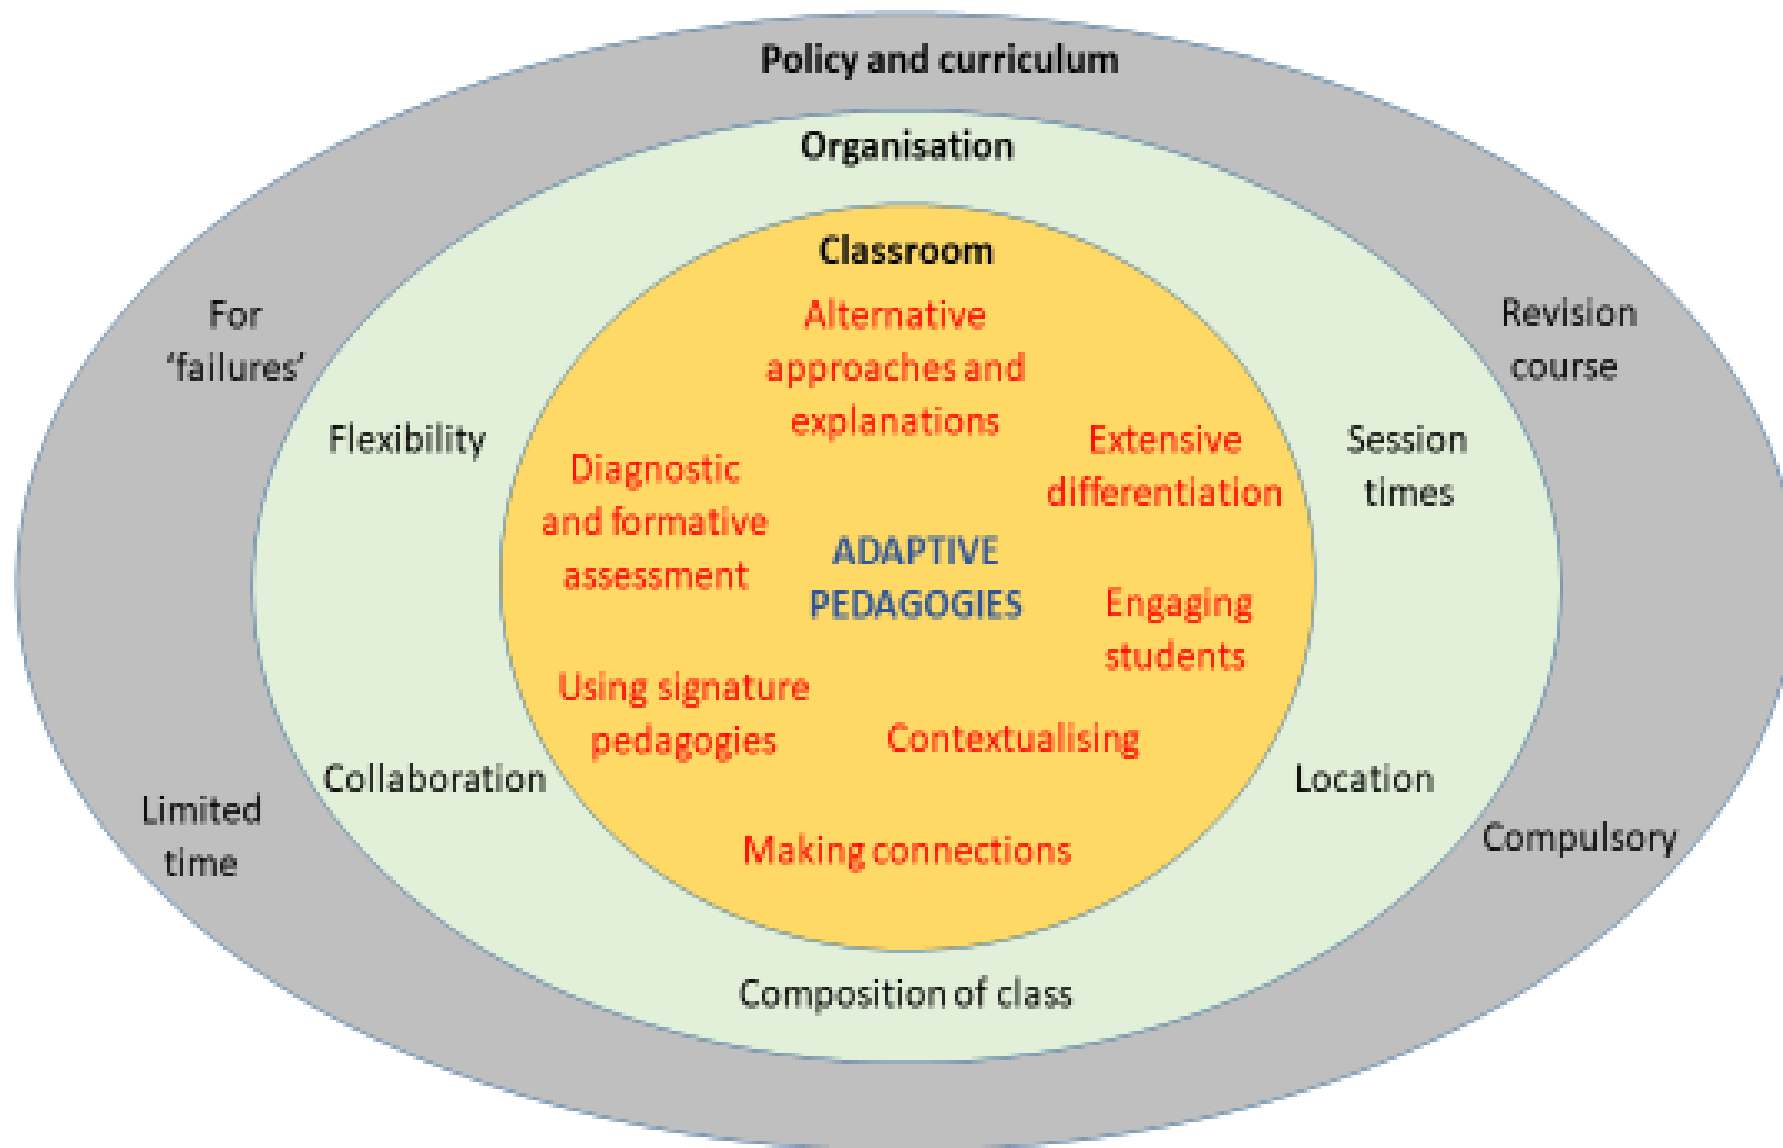 Policy and curriculum
Organisation
Classroom
For
‘failures’
Revision
course
Alternative
approaches and
explanations
Flexibility
Diagnostic
and formative
assessment
Extensive
differentiation
Session
times
ADAPTIVE
PEDAGOGIES
Engaging
students
Using signature
pedagogies
Contextualising
Collaboration
Location
Limited
time
Making connections
Compulsory
Composition of class